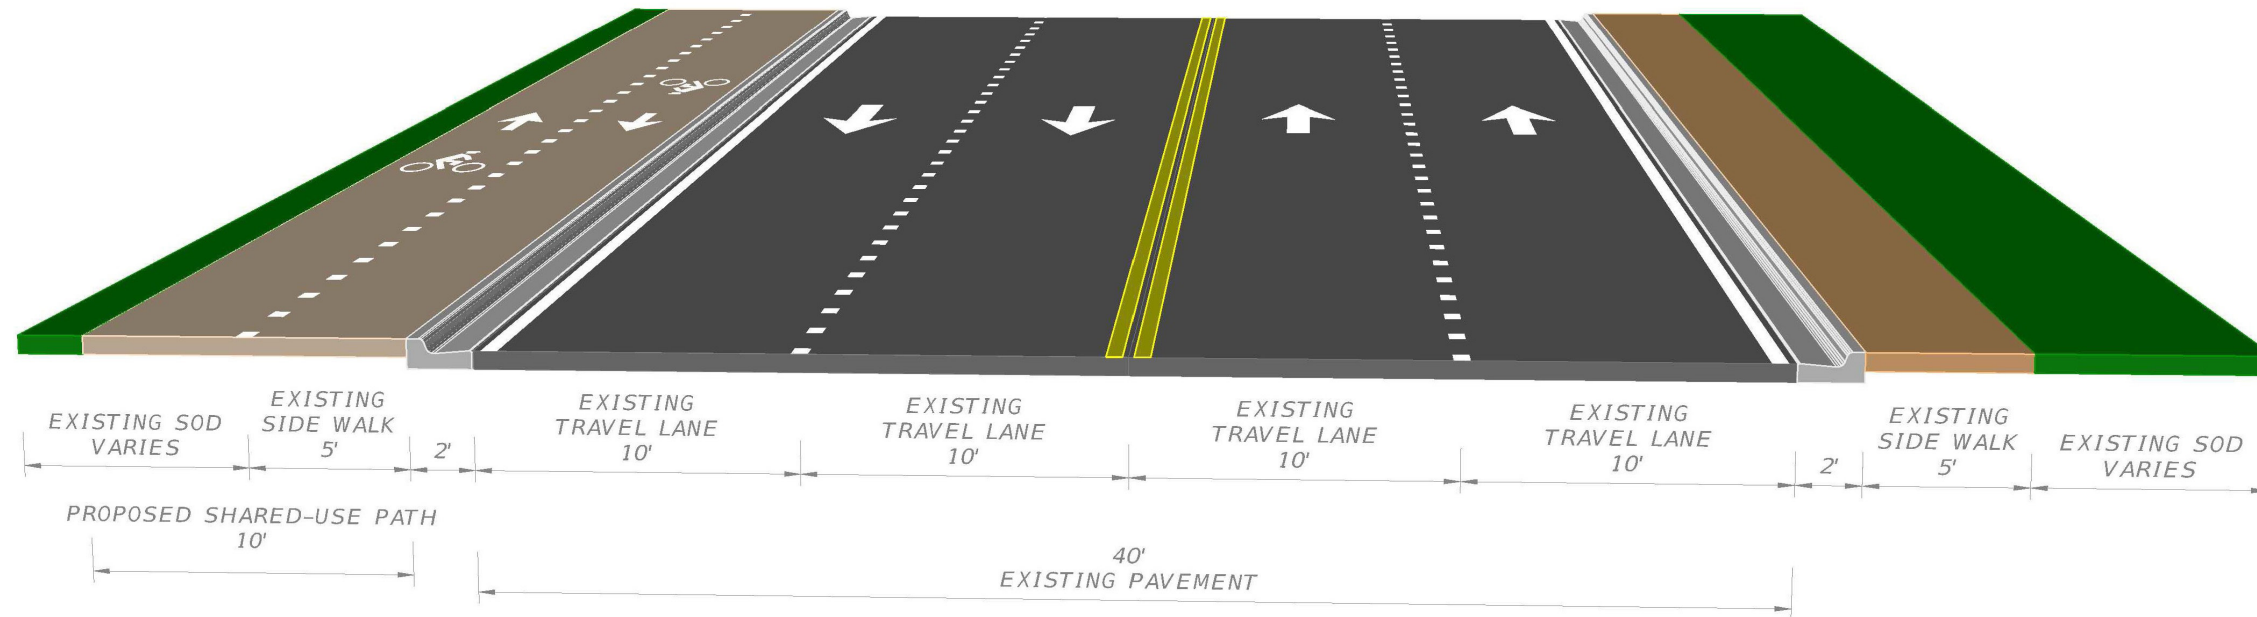 EXISTING SOD
VARIES
EXISTING
SIDE WALK
5'
2'
EXISTING
TRAVEL LANE
10'
EXISTING
TRAVEL LANE
10'
EXISTING
TRAVEL LANE
10'
EXISTING
TRAVEL LANE
10'
2'
EXISTING
SIDE WALK
5'
EXISTING SOD
VARIES
PROPOSED SHARED-USE PATH
10'
40'
EXISTING PAVEMENT